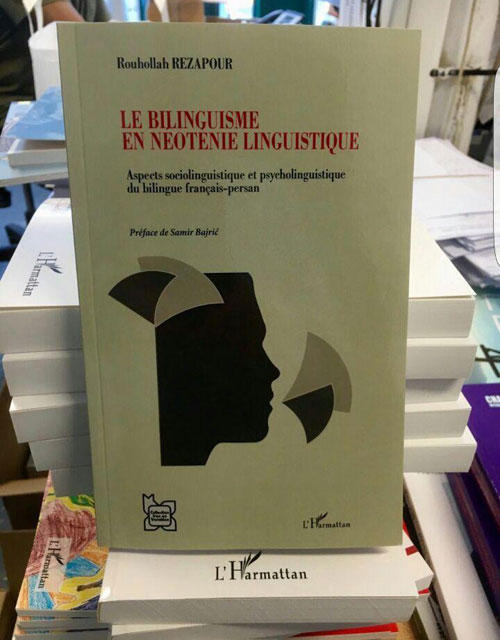 Rouhollah REZAPOUR
LE BILINGUISME
EN NEOTENIE LINGUISTIQUE
Aspects sociolinguistique et psycholinguistique
du bilingue français-persan
Préface de Samir Bajrić
L'Harmattan
L'Harmattan
L'Harmattan
L'Harmattan